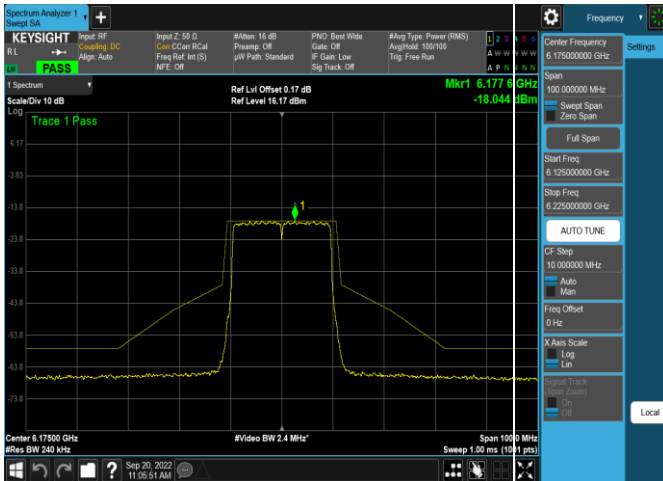 Spectrum Analyzer 1
Swept SA
KEYSIGHT
RL
LV
PASS
Input: RF
Coupling: DC
Align: Auto
Input Z: 50 Ω
Corr CCorr RCal
Freq Ref: Int (S)
NFE: Off
#Atten: 16 dB
Preamp: Off
µW Path: Standard
PNO: Best Wide
Gate: Off
IF Gain: Low
Sig Track: Off
#Avg Type: Power (RMS)
Avg|Hold: 100/100
Trig: Free Run
1 2 3 4 5 6
A W W W W W
A P N N N N
1 Spectrum
Scale/Div 10 dB
Log
Ref Lvl Offset 0.17 dB
Ref Level 16.17 dBm
Mkr1 6.177 6 GHz
-18.044 dBm
Trace 1 Pass
6.17
-3.83
-13.8
-23.8
-33.8
-43.8
-53.8
-63.8
-73.8
1
Center 6.17500 GHz
#Res BW 240 kHz
#Video BW 2.4 MHz*
Span 100.0 MHz
Sweep 1.00 ms (1001 pts)
Sep 20, 2022
11:05:51 AM
Frequency
Settings
Center Frequency
6.175000000 GHz
Span
100.000000 MHz
Swept Span
Zero Span
Full Span
Start Freq
6.125000000 GHz
Stop Freq
6.225000000 GHz
AUTO TUNE
CF Step
10.000000 MHz
Auto
Man
Freq Offset
0 Hz
X Axis Scale
Log
Lin
Signal Track
(Span Zoom)
On
Off
Local